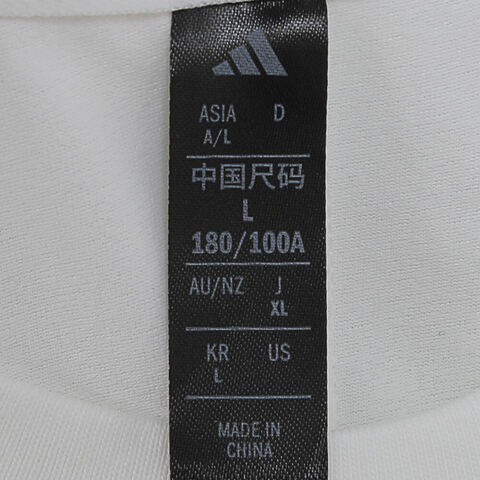 ASIA D
A/L
中国尺码
L
180/100A
AU/NZ J
XL
KR US
L
MADE IN
CHINA